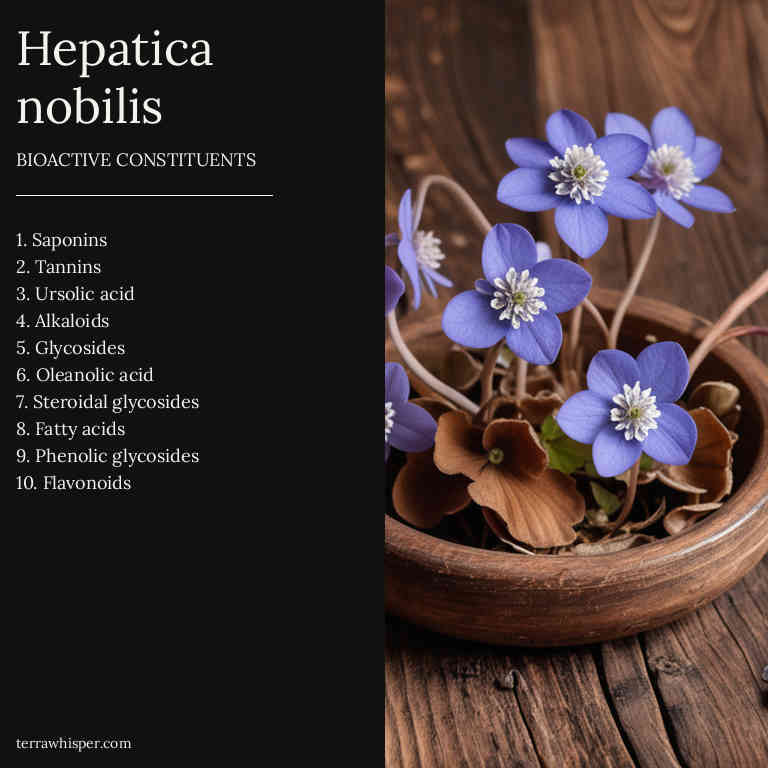 Hepatica
nobilis
BIOACTIVE CONSTITUENTS
1. Saponins
2. Tannins
3. Ursolic acid
4. Alkaloids
5. Glycosides
6. Oleanolic acid
7. Steroidal glycosides
8. Fatty acids
9. Phenolic glycosides
10. Flavonoids
terrawhisper.com